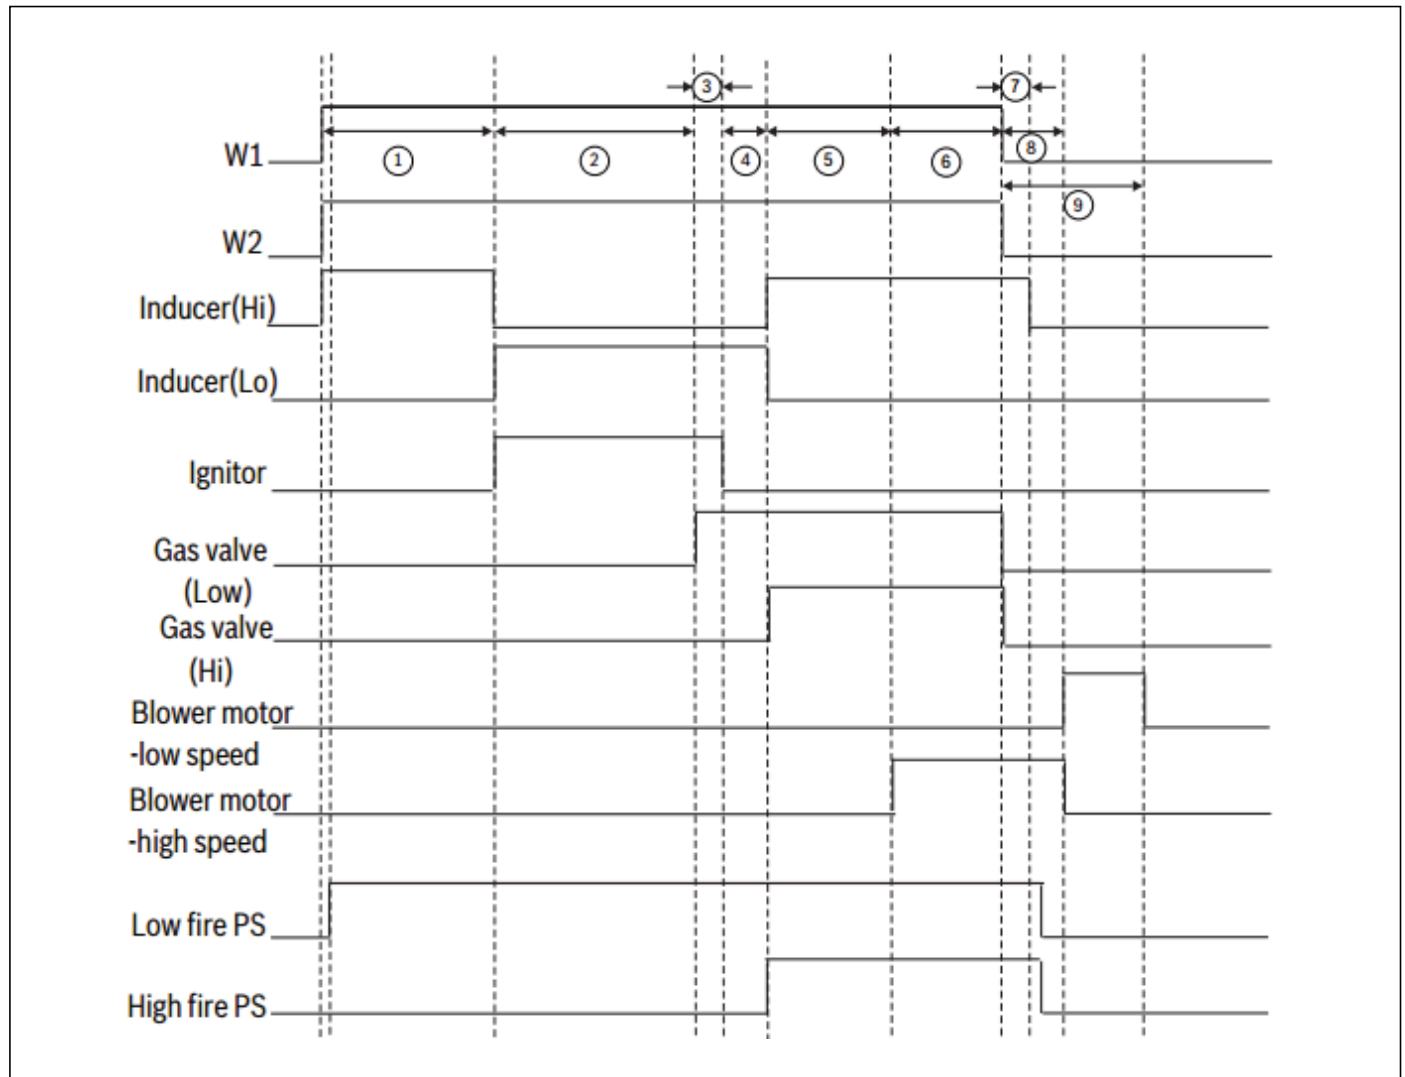 ③ ⑦
W1 ① ② ④ ⑤ ⑥ ⑧
⑨
W2
Inducer(Hi)
Inducer(Lo)
Ignitor
Gas valve
(Low)
Gas valve
(Hi)
Blower motor
-low speed
Blower motor
-high speed
Low fire PS
High fire PS